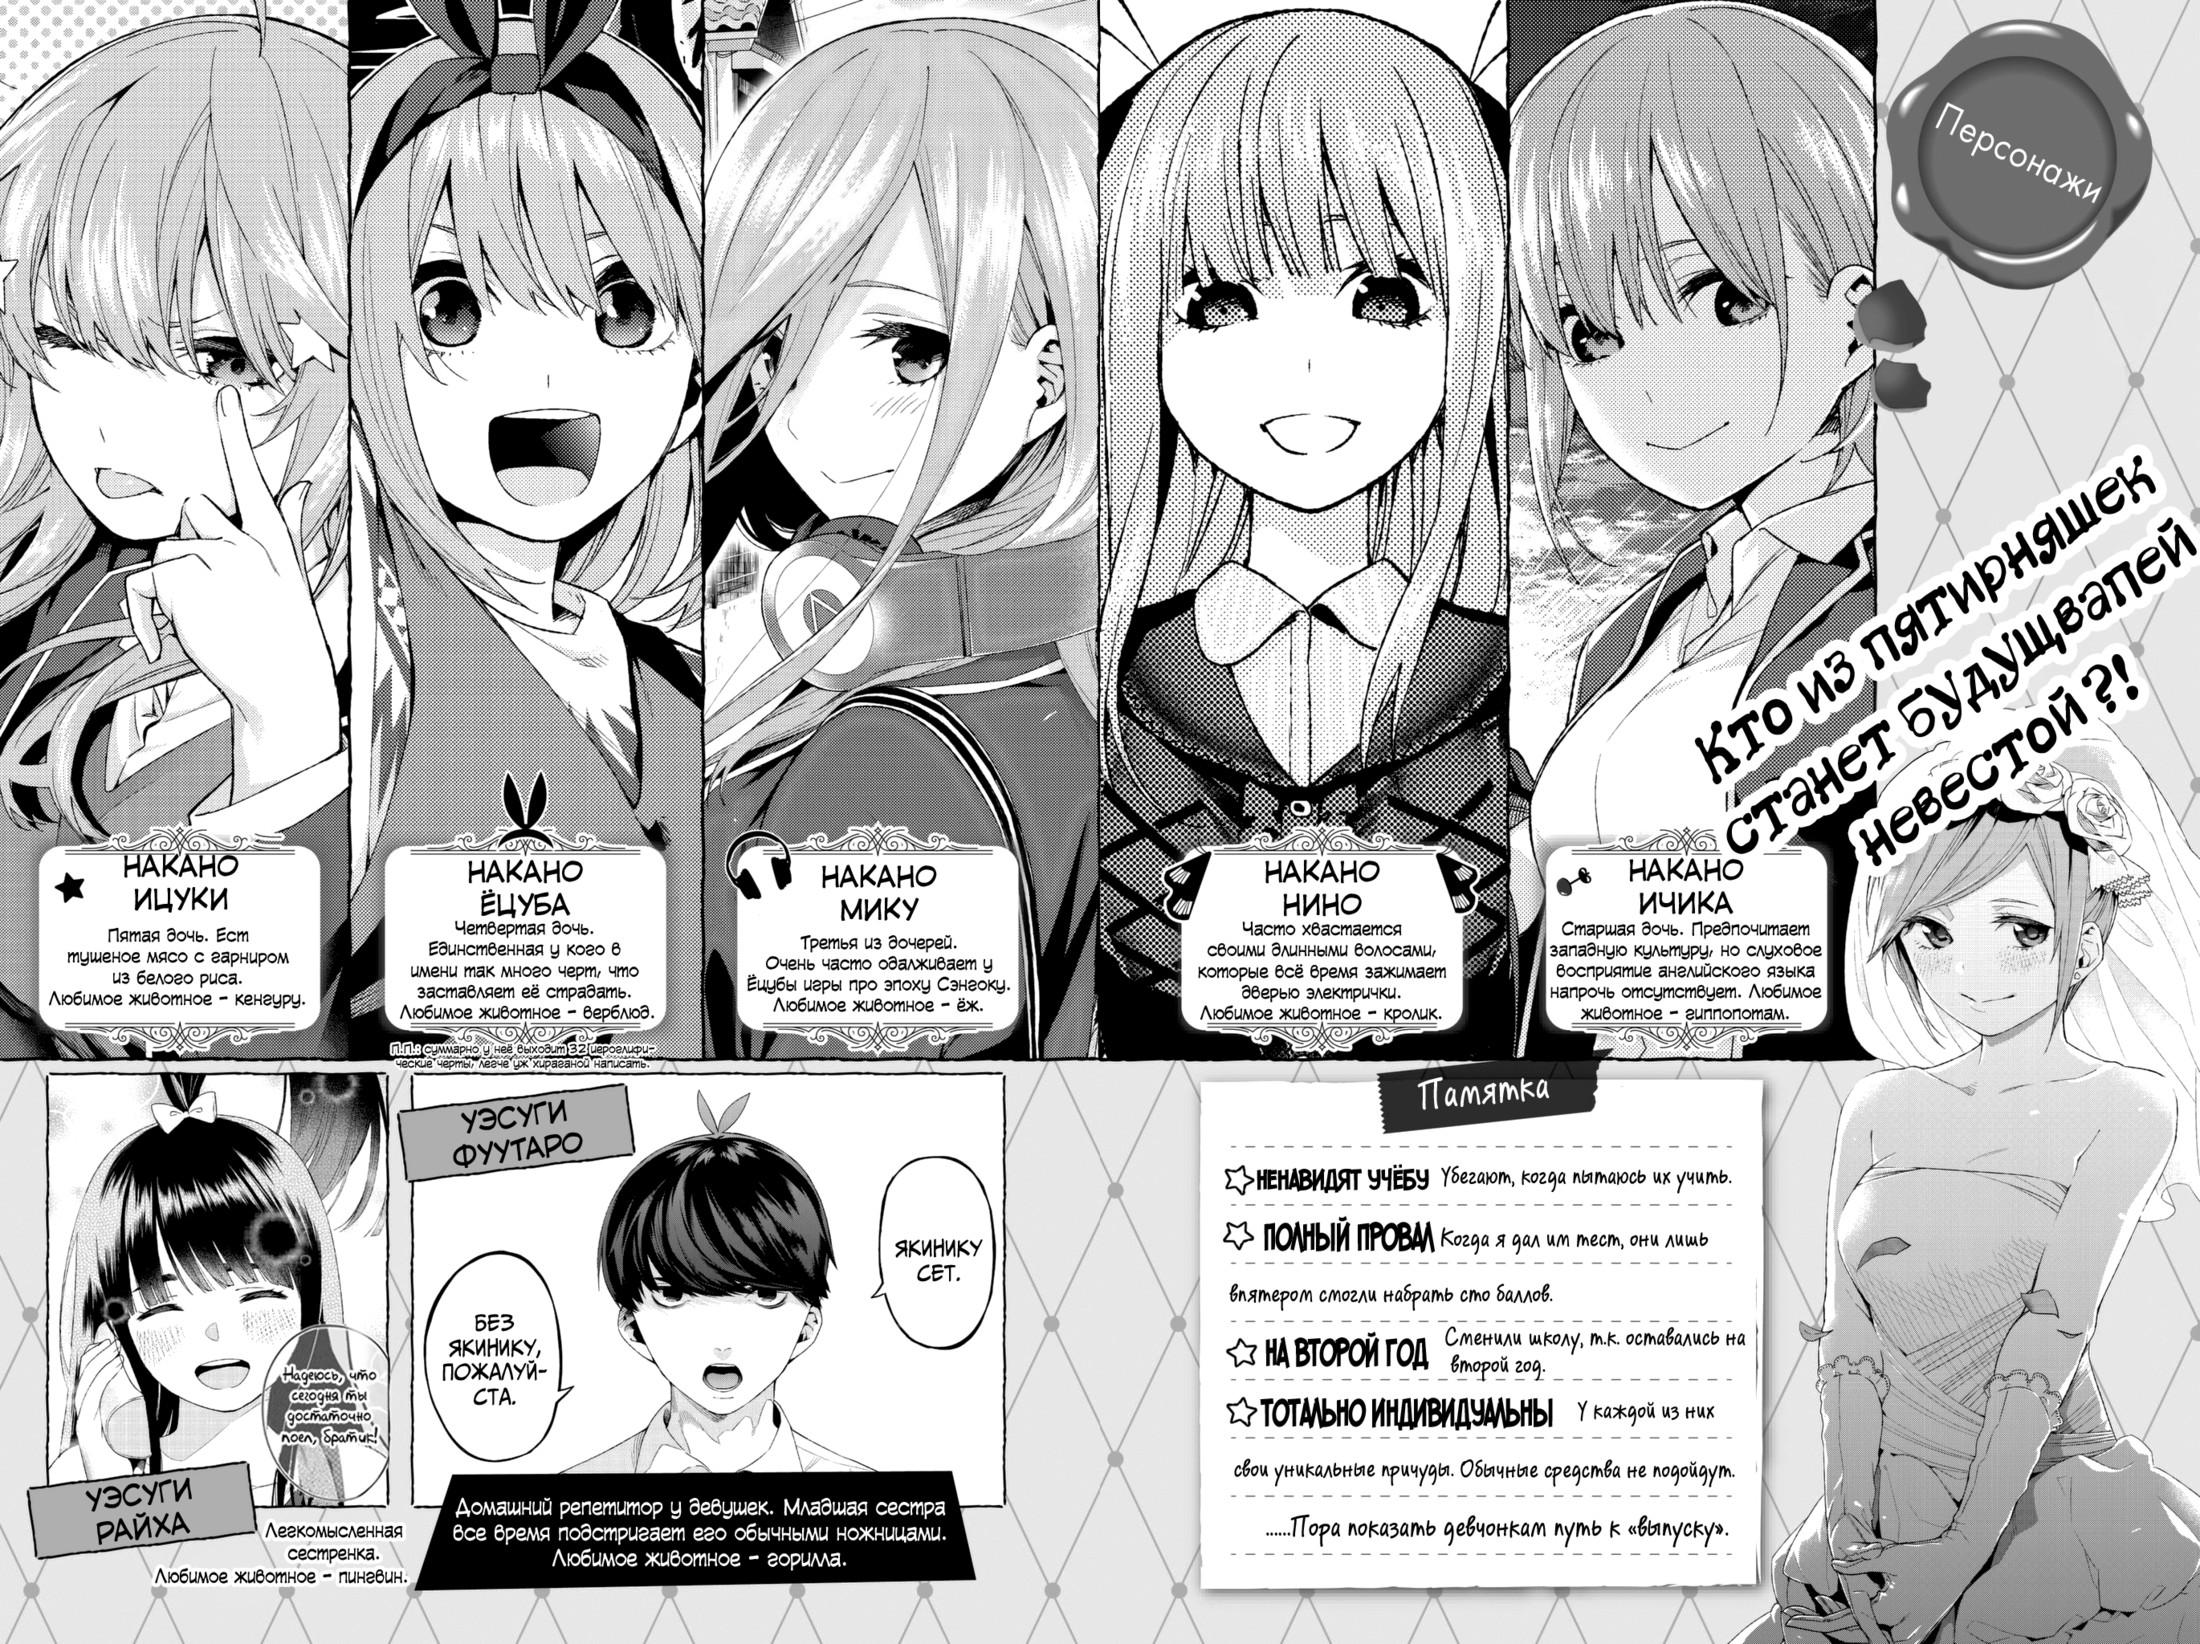 Персонажи
Кто из пятирняшек
станет будущвапей
невестой?!
НАКАНО
ИЧИКА
Старшая дочь. Предпочитает
западную культуру, но слуховое
восприятие английского языка
напрочь отсутствует. Любимое
животное - гиппопотам.
НАКАНО
НИНО
Часто хвастается
своими длинными волосами,
которые всё время зажимает
дверью электрички.
Любимое животное - кролик.
НАКАНО
МИКУ
Третья из дочерей.
Очень часто одалживает у
Ёцубы игры про эпоху Сэнгоку.
Любимое животное - ёж.
НАКАНО
ЁЦУБА
Четвертая дочь.
Единственная у кого в
имени так много черт, что
заставляет её страдать.
Любимое животное - верблюд.
П.П.: суммарно у неё выходит 32 иероглифи-
ческие черты, легче уж хираганой написать.
НАКАНО
ИЦУКИ
Пятая дочь. Ест
тушеное мясо с гарниром
из белого риса.
Любимое животное - кенгуру.
Памятка
НЕНАВИДЯТ УЧЁБУ Убегают, когда пытаюсь их учить.
ПОЛНЫЙ ПРОВАЛ Когда я дал им тест, они лишь
впятером смогли набрать сто баллов.
НА ВТОРОЙ ГОД Сменили школу, т.к. оставались на
второй год.
ТОТАЛЬНО ИНДИВИДУАЛЬНЫ У каждой из них
свои уникальные причуды. Обычные средства не подойдут.
......Пора показать девчонкам путь к «выпуску».
УЭСУГИ
ФУУТАРО
ЯКИНИКУ
СЕТ.
БЕЗ
ЯКИНИКУ,
ПОЖАЛУЙ-
СТА.
Домашний репетитор у девушек. Младшая сестра
все время подстригает его обычными ножницами.
Любимое животное - горилла.
Надеюсь, что
сегодня ты
достаточно
поел, братик!
УЭСУГИ
РАЙХА
Легкомысленная
сестренка.
Любимое животное - пингвин.